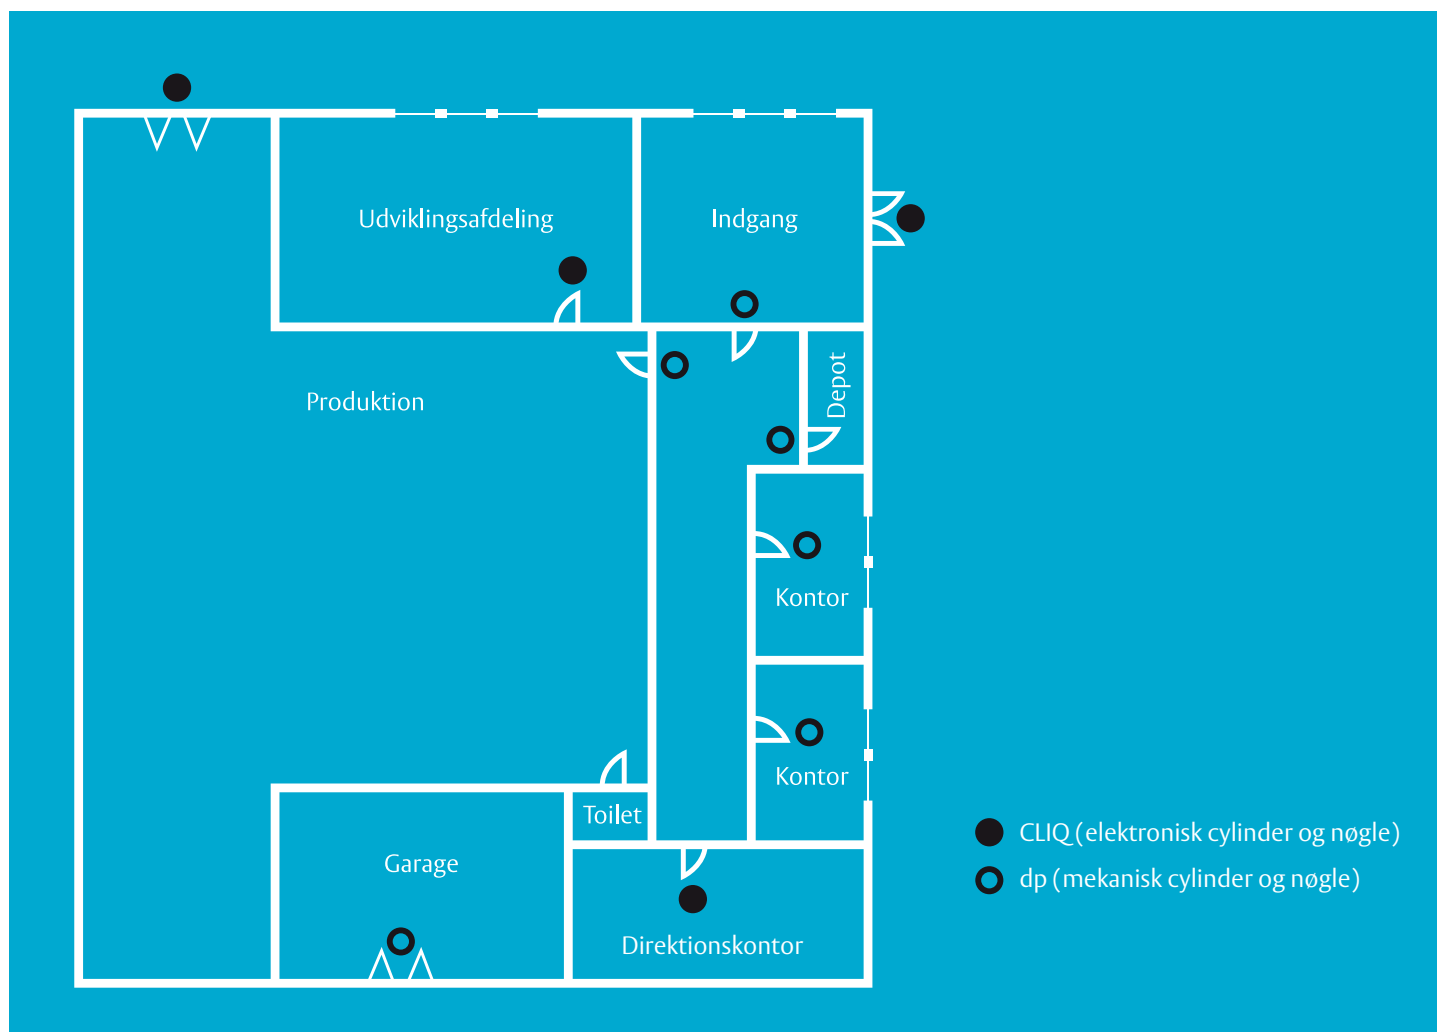 Udviklingsafdeling
Indgang
Produktion
Depot
Kontor
Kontor
Toilet
Garage
Direktionskontor
CLIQ (elektronisk cylinder og nøgle)
dp (mekanisk cylinder og nøgle)